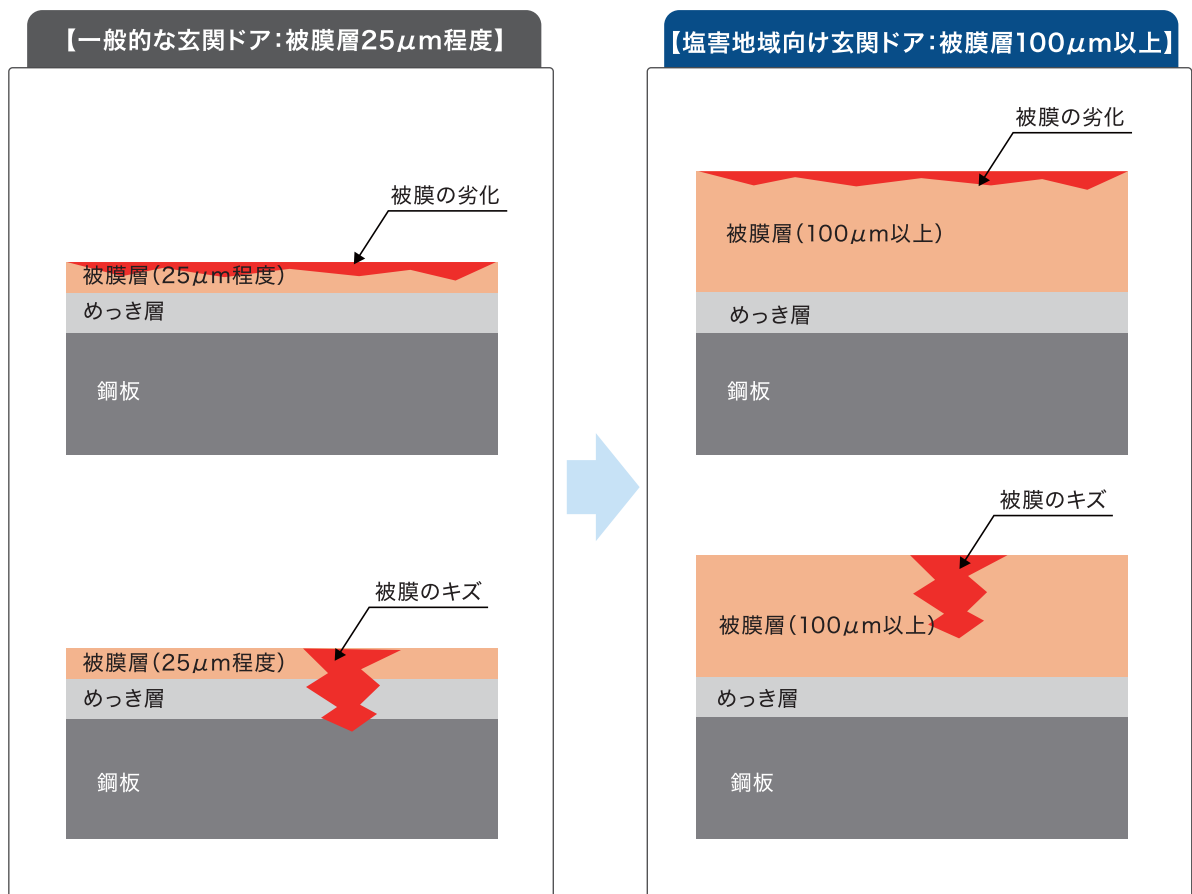 【一般的な玄関ドア：被膜層25μm程度】
被膜の劣化
被膜層（25μm程度）
めっき層
鋼板
被膜のキズ
被膜層（25μm程度）
めっき層
鋼板
【塩害地域向け玄関ドア：被膜層100μm以上】
被膜の劣化
被膜層（100μm以上）
めっき層
鋼板
被膜のキズ
被膜層（100μm以上）
めっき層
鋼板